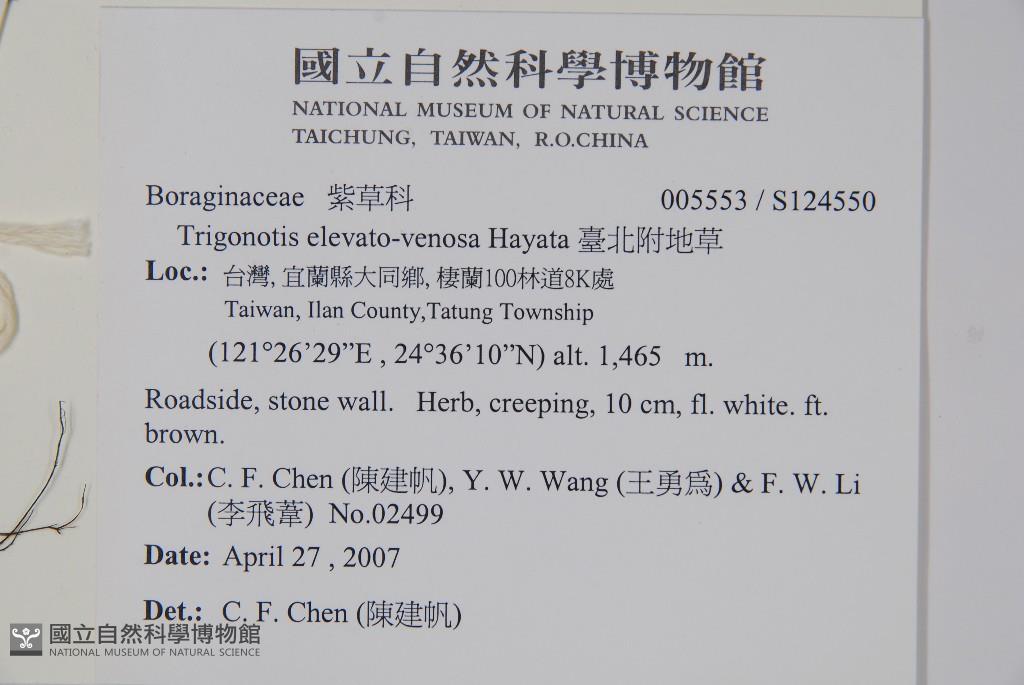 國立自然科學博物館
NATIONAL MUSEUM OF NATURAL SCIENCE
TAICHUNG, TAIWAN, R.O.CHINA
Boraginaceae 紫草科 005553 / S124550
Trigonotis elevato-venosa Hayata 臺北附地草
Loc.: 台灣, 宜蘭縣大同鄉, 棲蘭100林道8K處
Taiwan, Ilan County,Tatung Township
(121°26’29”E , 24°36’10”N) alt. 1,465 m.
Roadside, stone wall. Herb, creeping, 10 cm, fl. white. ft.
brown.
Col.: C. F. Chen (陳建帆), Y. W. Wang (王勇為) & F. W. Li
(李飛葦) No.02499
Date: April 27 , 2007
Det.: C. F. Chen (陳建帆)
國立自然科學博物館
NATIONAL MUSEUM OF NATURAL SCIENCE